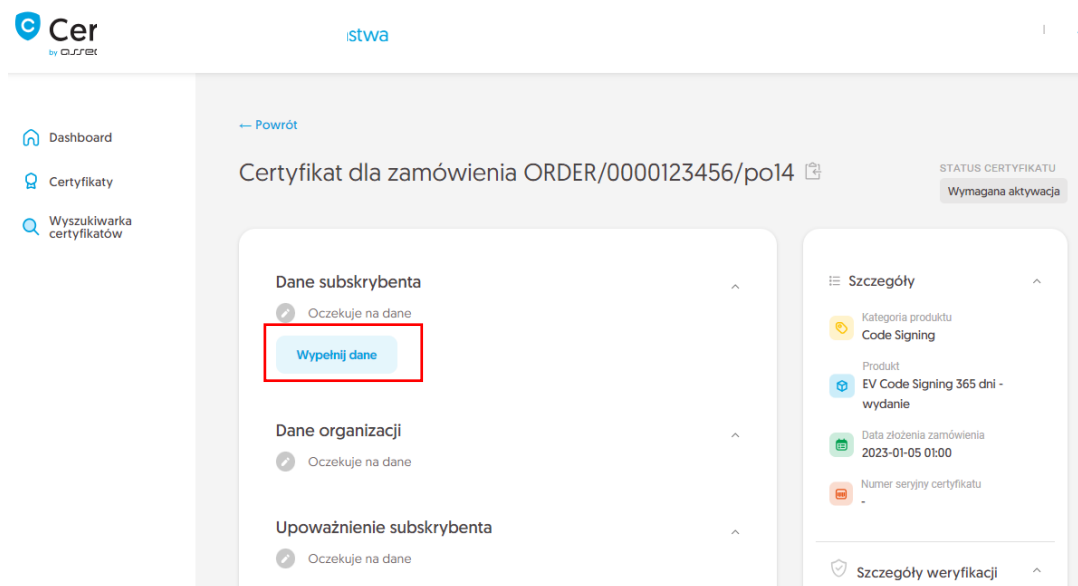 Cer
by assec
stwa
Dashboard
Certyfikaty
Wyszukiwarka
certyfikatów
← Powrót
Certyfikat dla zamówienia ORDER/0000123456/po14
STATUS CERTYFIKATU
Wymagana aktywacja
Dane subskrybenta
Oczekuje na dane
Wypełnij dane
Dane organizacji
Oczekuje na dane
Upoważnienie subskrybenta
Oczekuje na dane
Szczegóły
Kategoria produktu
Code Signing
Produkt
EV Code Signing 365 dni -
wydanie
Data złożenia zamówienia
2023-01-05 01:00
Numer seryjny certyfikatu
-
Szczegóły weryfikacji